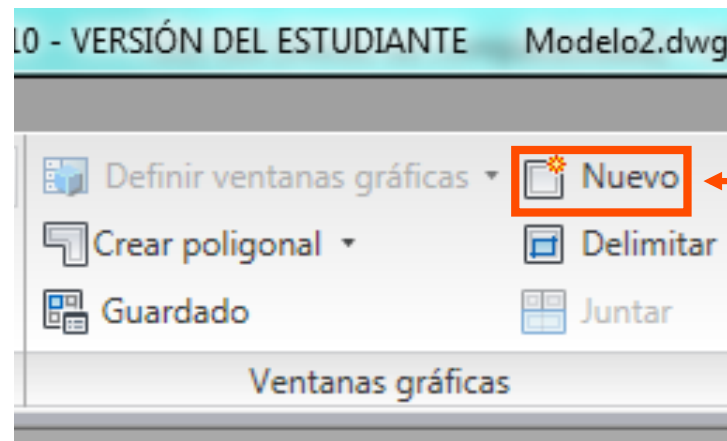 10 - VERSIÓN DEL ESTUDIANTE Modelo2.dwg
Definir ventanas gráficas Nuevo
Crear poligonal Delimitar
Guardado Juntar
Ventanas gráficas